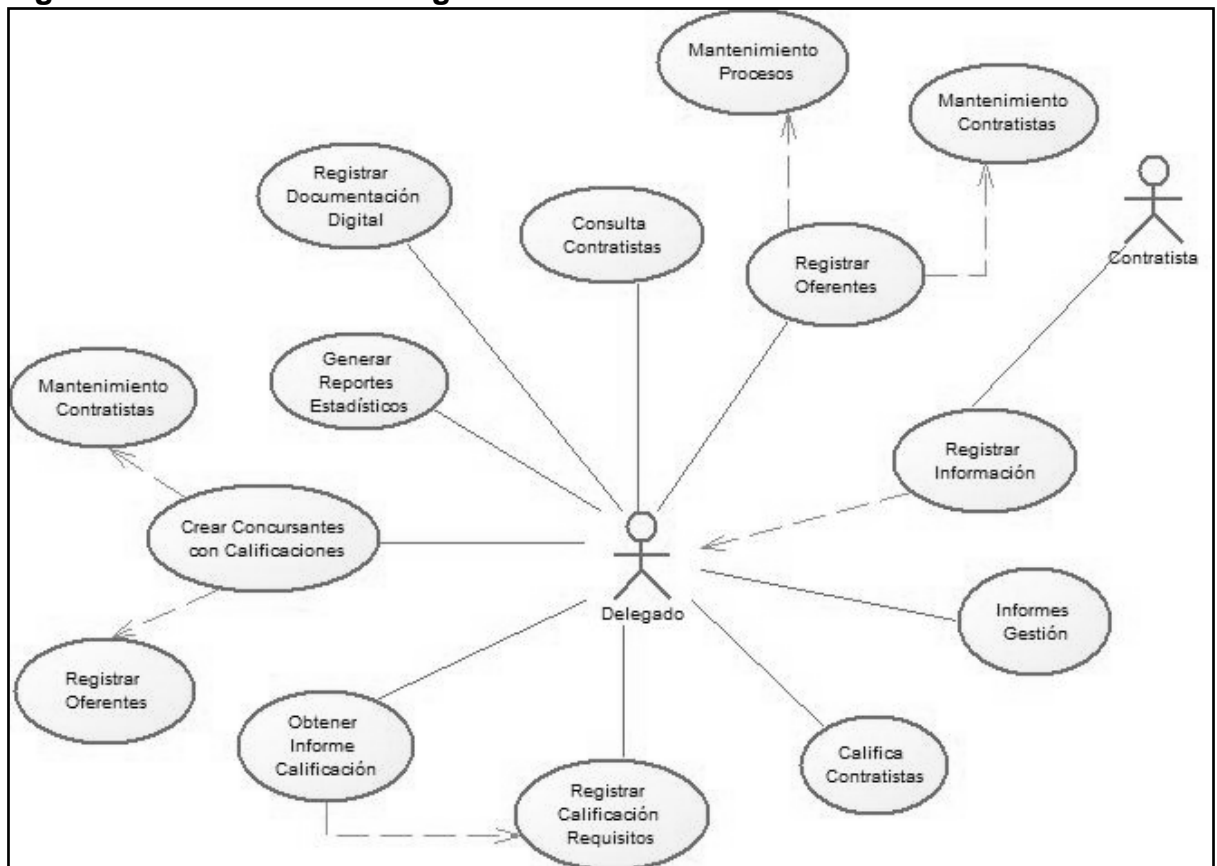 Mantenimiento
Procesos
Mantenimiento
Contratistas
Registrar
Documentación
Digital
Consulta
Contratistas
Registrar
Oferentes
Contratista
Generar
Reportes
Estadísticos
Mantenimiento
Contratistas
Registrar
Información
Crear Concursantes
con Calificaciones
Delegado
Informes
Gestión
Registrar
Oferentes
Obtener
Informe
Calificación
Califica
Contratistas
Registrar
Calificación
Requisitos